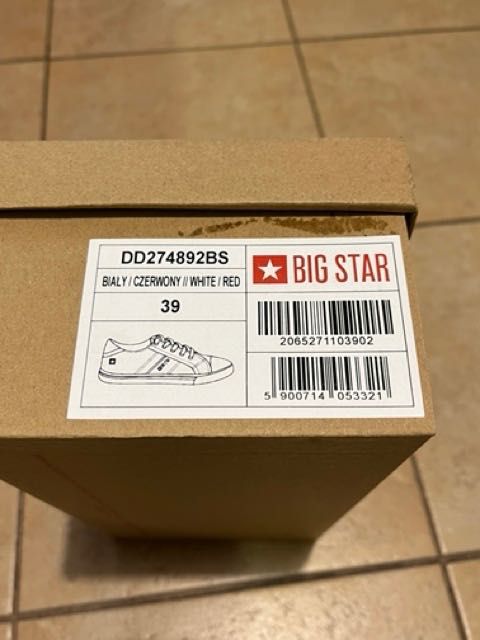 DD274892BS
BIAŁY / CZERWONY // WHITE / RED
39
BIG STAR
2065271103902
5 900714 053321